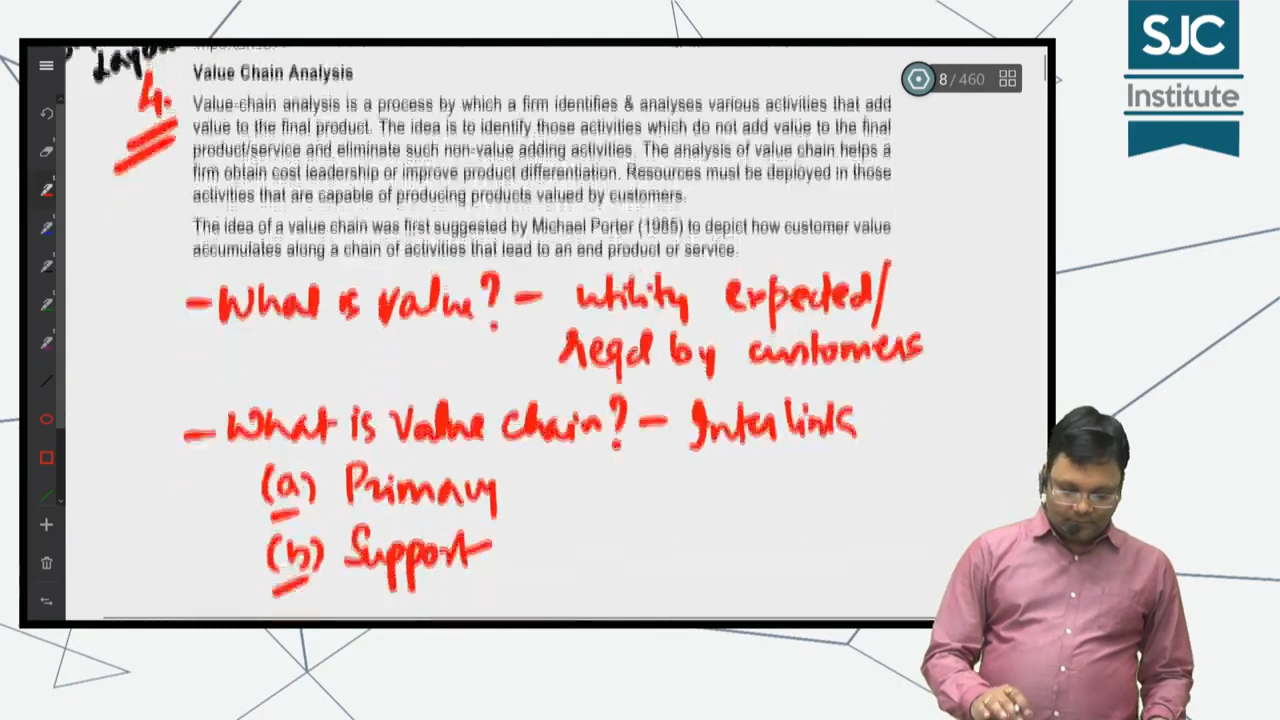 4.
Value Chain Analysis
Value chain analysis is a process by which a firm identifies & analyses various activities that add
value to the final product. The idea is to identify those activities which do not add value to the final
product/service and eliminate such non-value adding activities. The analysis of value chain helps a
firm obtain cost leadership or improve product differentiation. Resources must be deployed in those
activities that are capable of producing products valued by customers.
The idea of a value chain was first suggested by Michael Porter (1985) to depict how customer value
accumulates along a chain of activities that lead to an end product or service.
- What is value? - utility expected/
reqd by customers
- What is value chain? - Interlink
(a) Primary
(b) Support
8 / 460
SJC
Institute